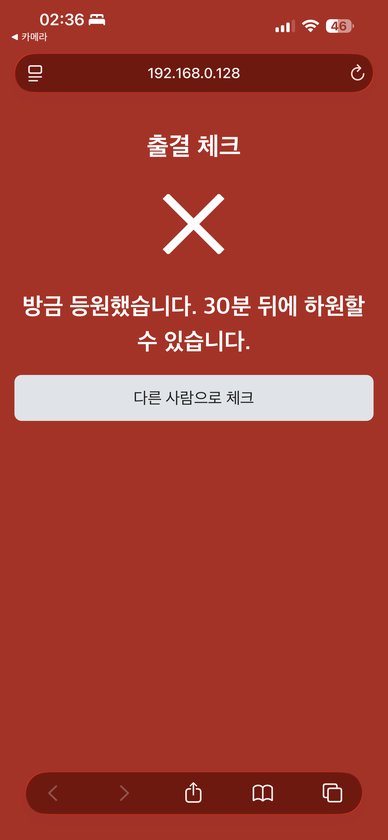 02:36
◀ 카메라
46
192.168.0.128
출결 체크
방금 등원했습니다. 30분 뒤에 하원할
수 있습니다.
다른 사람으로 체크